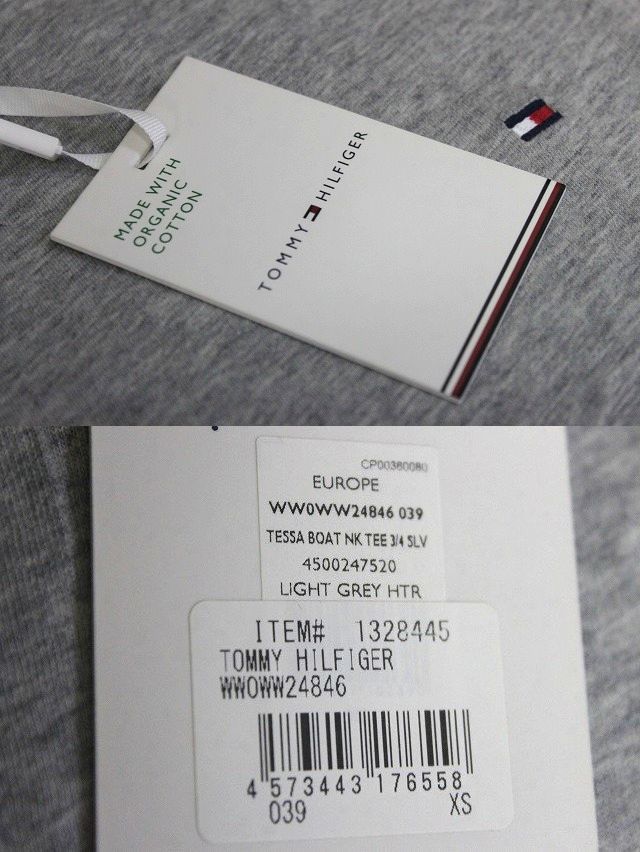 MADE WITH
ORGANIC
COTTON
TOMMY HILFIGER
CP00360080
EUROPE
WW0WW24846 039
TESSA BOAT NK TEE 3/4 SLV
4500247520
LIGHT GREY HTR
ITEM# 1328445
TOMMY HILFIGER
WW0WW24846
4 573443 176558
039 XS